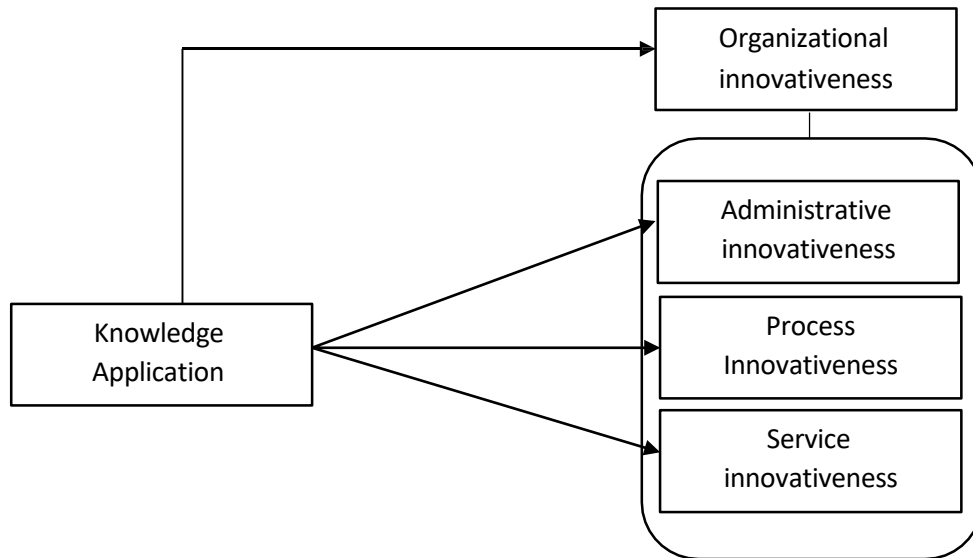 Organizational
innovativeness
Administrative
innovativeness
Knowledge
Application
Process
Innovativeness
Service
innovativeness